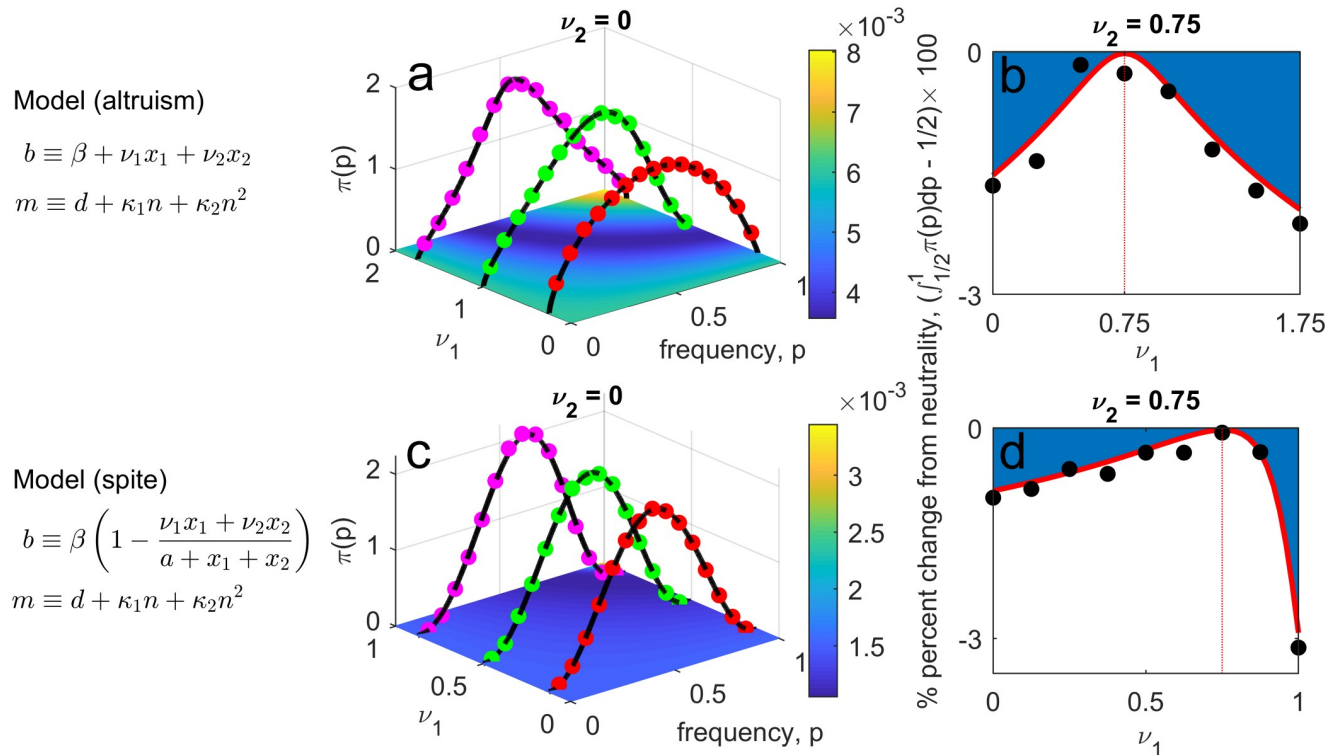 Model (altruism)
b ≡ β + ν₁x₁ + ν₂x₂
m ≡ d + κ₁n + κ₂n²
ν₂ = 0
a
π(p)
2
1
0
2
1
0
ν₁
0
0.5
1
frequency, p
×10⁻³
8
7
6
5
4
% percent change from neutrality, (∫¹₁/₂ π(p)dp - 1/2)× 100
ν₂ = 0.75
b
0
-3
0
0.75
1.75
ν₁
Model (spite)
b ≡ β (1 − (ν₁x₁ + ν₂x₂)/(a + x₁ + x₂))
m ≡ d + κ₁n + κ₂n²
ν₂ = 0
c
π(p)
2
1
0
1
0.5
0
ν₁
0
0.5
1
frequency, p
×10⁻³
3
2.5
2
1.5
ν₂ = 0.75
d
0
-3
0
0.5
1
ν₁